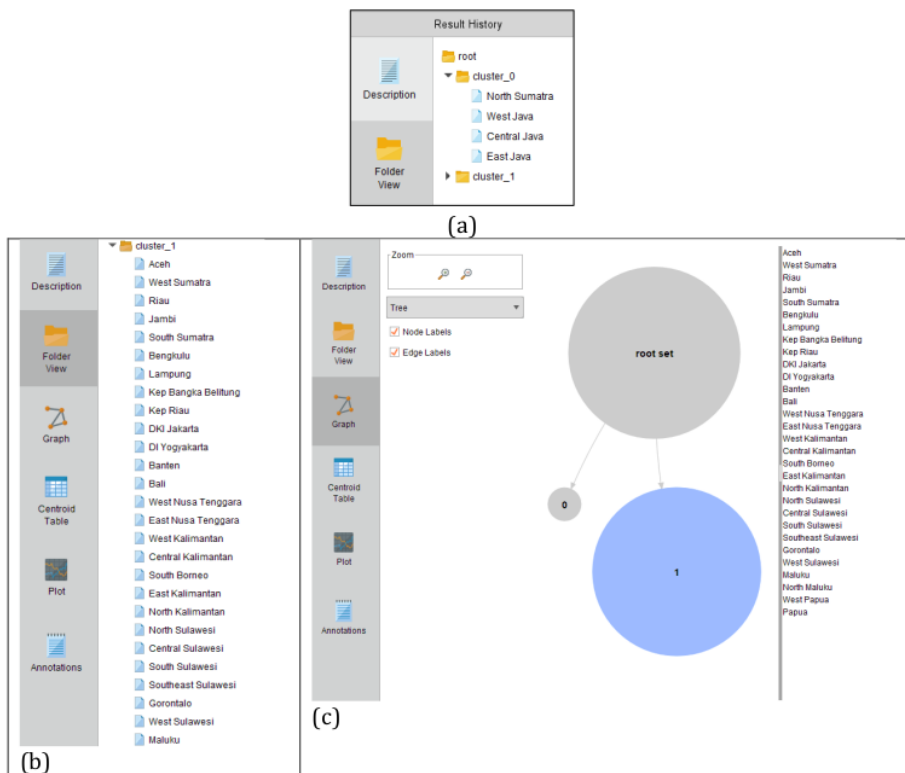 Result History
Description
Folder
View
root
cluster_0
North Sumatra
West Java
Central Java
East Java
cluster_1
(a)
Description
Folder
View
Graph
Centroid
Table
Plot
Annotations
cluster_1
Aceh
West Sumatra
Riau
Jambi
South Sumatra
Bengkulu
Lampung
Kep Bangka Belitung
Kep Riau
DKI Jakarta
DI Yogyakarta
Banten
Bali
West Nusa Tenggara
East Nusa Tenggara
West Kalimantan
Central Kalimantan
South Borneo
East Kalimantan
North Kalimantan
North Sulawesi
Central Sulawesi
South Sulawesi
Southeast Sulawesi
Gorontalo
West Sulawesi
Maluku
(b)
Description
Folder
View
Graph
Centroid
Table
Plot
Annotations
Zoom
Tree
Node Labels
Edge Labels
root set
0
1
Aceh
West Sumatra
Riau
Jambi
South Sumatra
Bengkulu
Lampung
Kep Bangka Belitung
Kep Riau
DKI Jakarta
DI Yogyakarta
Banten
Bali
West Nusa Tenggara
East Nusa Tenggara
West Kalimantan
Central Kalimantan
South Borneo
East Kalimantan
North Kalimantan
North Sulawesi
Central Sulawesi
South Sulawesi
Southeast Sulawesi
Gorontalo
West Sulawesi
Maluku
North Maluku
West Papua
Papua
(c)